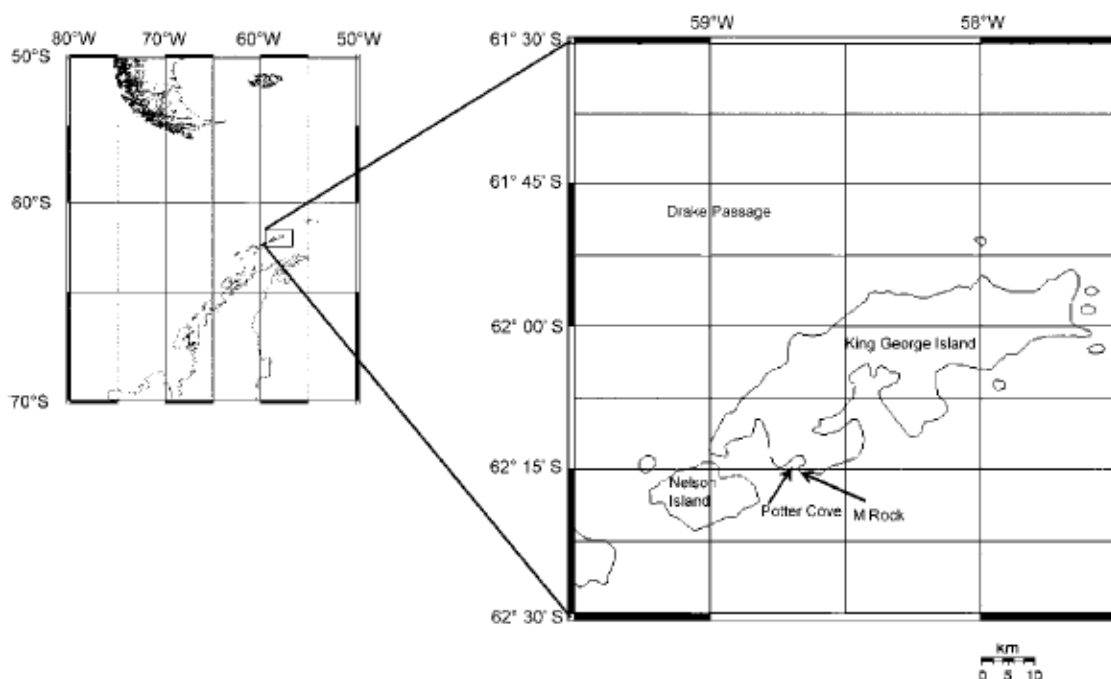 80°W 70°W 60°W 50°W
50°S
60°S
70°S
59°W 58°W
61° 30' S
61° 45' S
Drake Passage
62° 00' S
King George Island
62° 15' S
Nelson
Island
Potter Cove
M Rock
62° 30' S
km
0 5 10